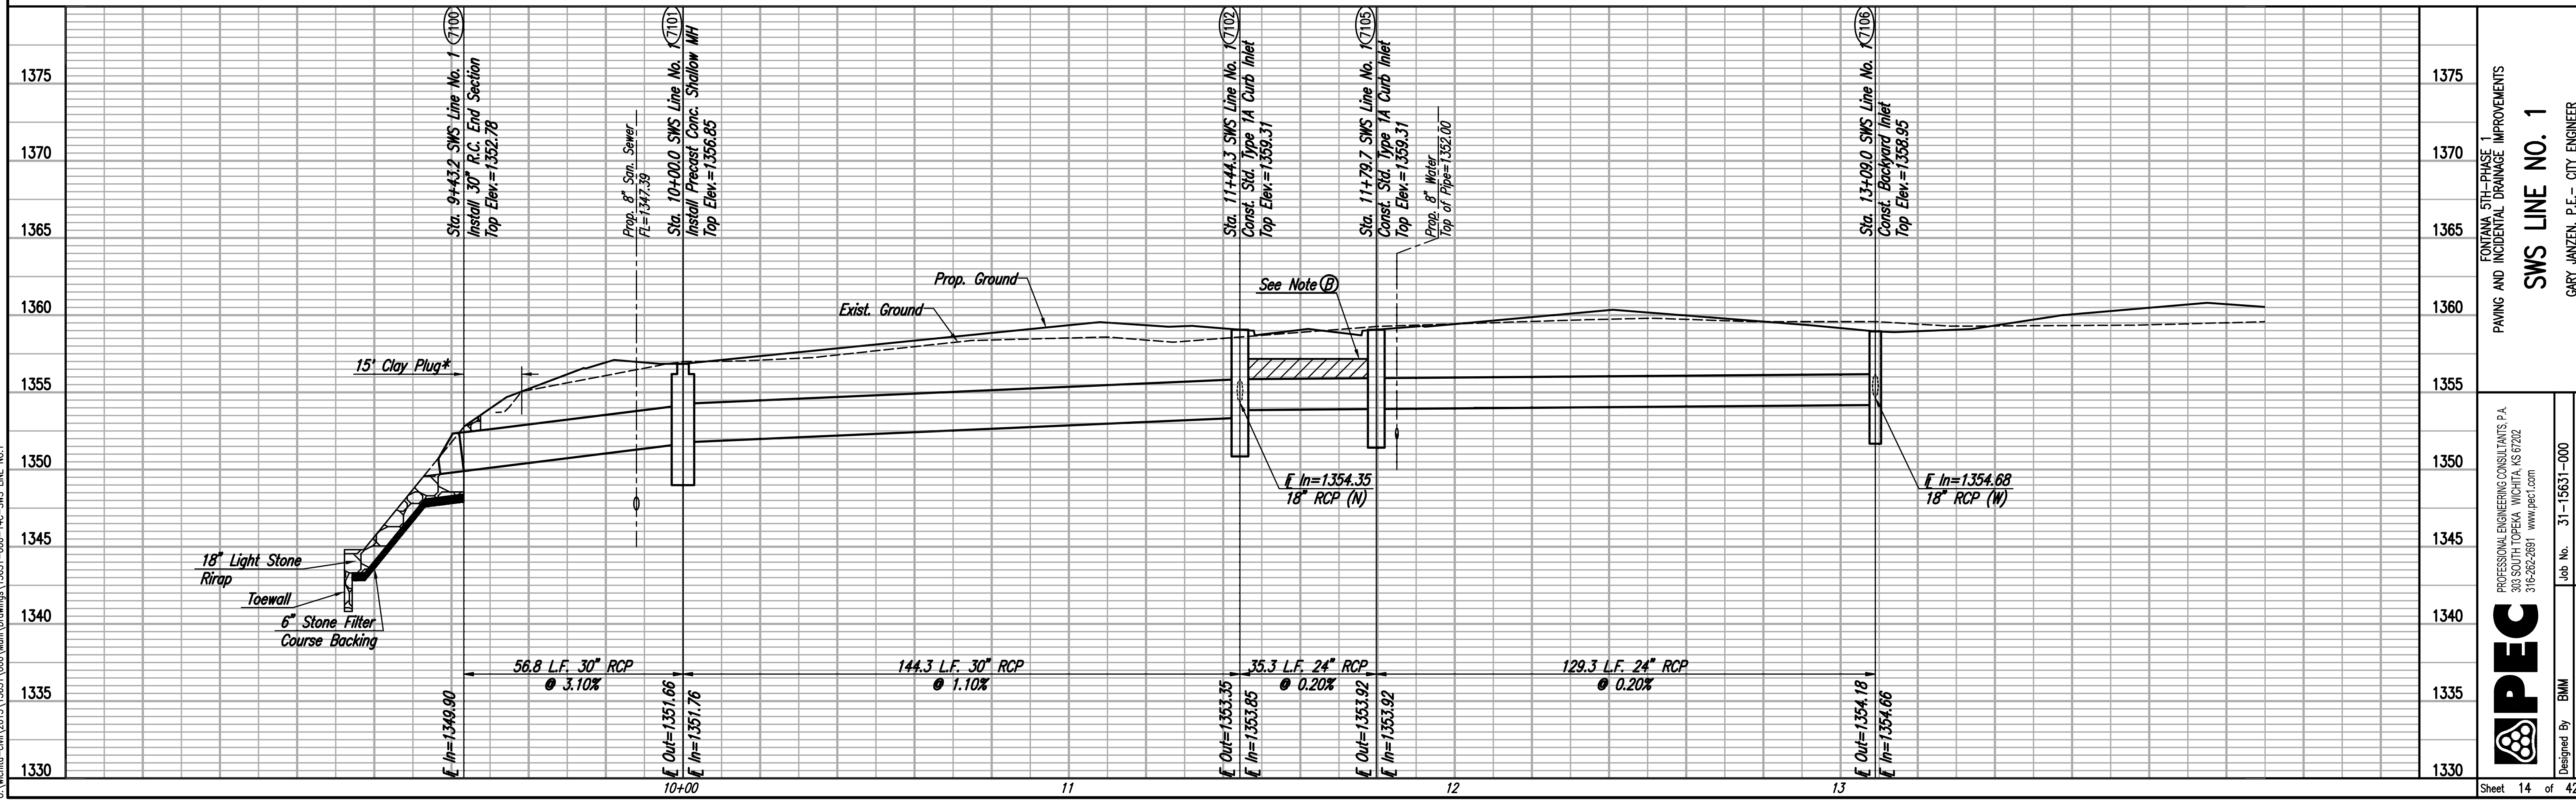 7100
Sta. 9+43.2 SWS Line No. 1
Install 30" R.C. End Section
Top Elev.=1352.78
Prop. 8" San. Sewer
FL=1347.39
7101
Sta. 10+00.0 SWS Line No. 1
Install Precast Conc. Shallow MH
Top Elev.=1356.85
7102
Sta. 11+44.3 SWS Line No. 1
Const. Std. Type 1A Curb Inlet
Top Elev.=1359.31
7105
Sta. 11+79.7 SWS Line No. 1
Const. Std. Type 1A Curb Inlet
Top Elev.=1359.31
Prop. 8" Water
Top of Pipe=1352.00
7106
Sta. 13+09.0 SWS Line No. 1
Const. Backyard Inlet
Top Elev.=1358.95
1375
1370
1365
1360
1355
1350
1345
1340
1335
1330
1375
1370
1365
1360
1355
1350
1345
1340
1335
1330
Prop. Ground
Exist. Ground
See Note B
15' Clay Plug*
℄ In=1354.35
18" RCP (N)
℄ In=1354.68
18" RCP (W)
18" Light Stone
Rirap
Toewall
6" Stone Filter
Course Backing
56.8 L.F. 30" RCP
@ 3.10%
144.3 L.F. 30" RCP
@ 1.10%
35.3 L.F. 24" RCP
@ 0.20%
129.3 L.F. 24" RCP
@ 0.20%
℄ In=1349.90
℄ Out=1351.66
℄ In=1351.76
℄ Out=1353.35
℄ In=1353.85
℄ Out=1353.92
℄ In=1353.92
℄ Out=1354.18
℄ In=1354.66
10+00
11
12
13
FONTANA 5TH-PHASE 1
PAVING AND INCIDENTAL DRAINAGE IMPROVEMENTS
SWS LINE NO. 1
GARY JANZEN, P.E.- CITY ENGINEER
PEC
PROFESSIONAL ENGINEERING CONSULTANTS, P.A.
303 SOUTH TOPEKA WICHITA, KS 67202
316-262-2691 www.pec1.com
Job No. 31-15631-000
Designed By BMM
Sheet 14 of 42